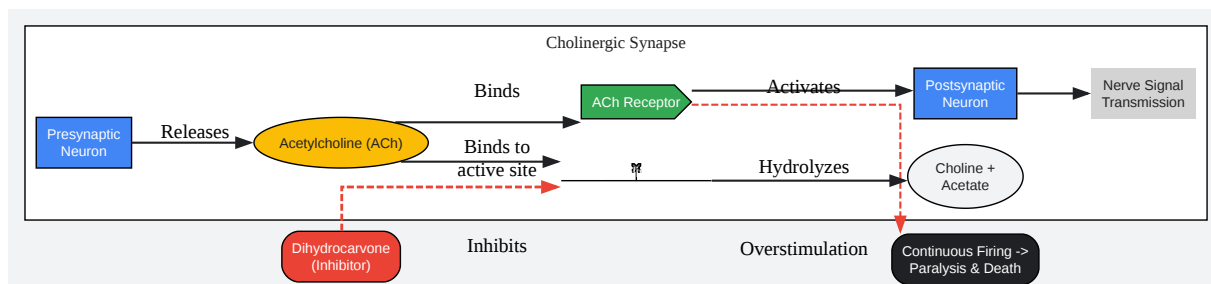 Cholinergic Synapse
Presynaptic
Neuron
Releases
Acetylcholine (ACh)
Binds
ACh Receptor
Activates
Postsynaptic
Neuron
Nerve Signal
Transmission
Binds to
active site
Hydrolyzes
Choline +
Acetate
Dihydrocarvone
(Inhibitor)
Inhibits
Overstimulation
Continuous Firing ->
Paralysis & Death